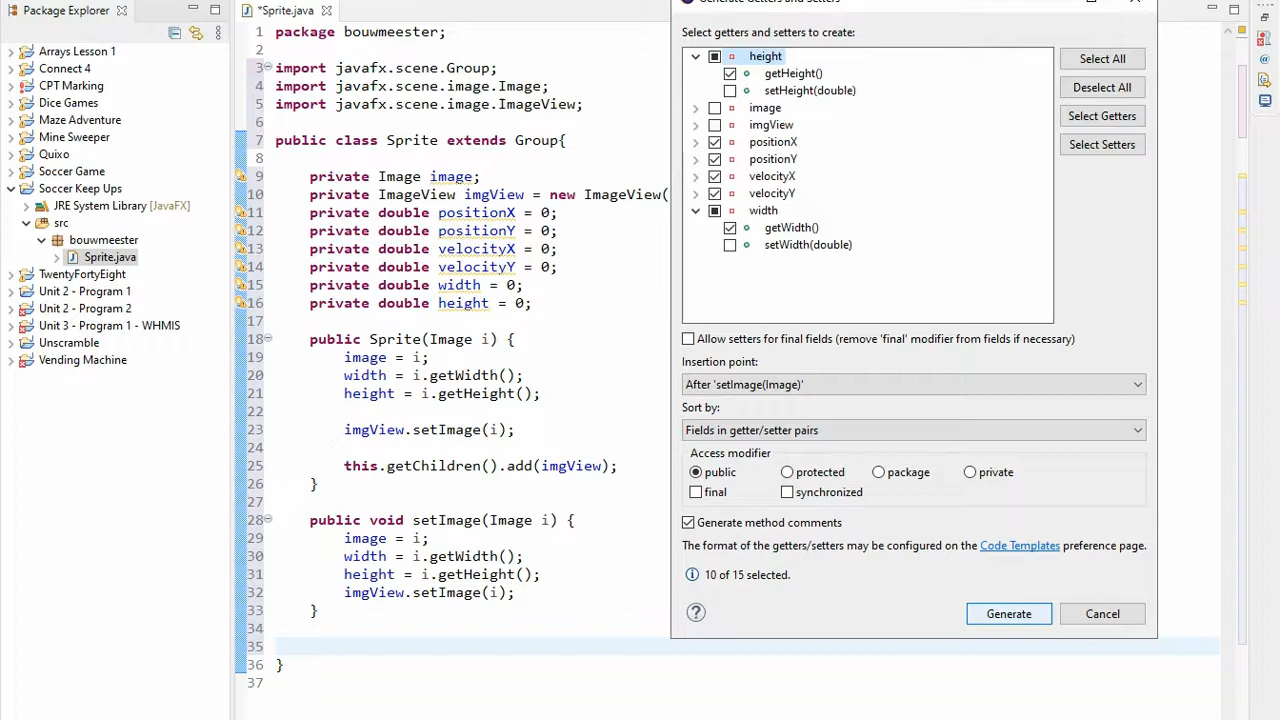 Package Explorer
Arrays Lesson 1
Connect 4
CPT Marking
Dice Games
Maze Adventure
Mine Sweeper
Quixo
Soccer Game
Soccer Keep Ups
JRE System Library [JavaFX]
src
bouwmeester
Sprite.java
TwentyFortyEight
Unit 2 - Program 1
Unit 2 - Program 2
Unit 3 - Program 1 - WHMIS
Unscramble
Vending Machine
*Sprite.java
1 package bouwmeester;
2
3 import javafx.scene.Group;
4 import javafx.scene.image.Image;
5 import javafx.scene.image.ImageView;
6
7 public class Sprite extends Group{
8
9 private Image image;
10 private ImageView imgView = new ImageView(
11 private double positionX = 0;
12 private double positionY = 0;
13 private double velocityX = 0;
14 private double velocityY = 0;
15 private double width = 0;
16 private double height = 0;
17
18 public Sprite(Image i) {
19 image = i;
20 width = i.getWidth();
21 height = i.getHeight();
22
23 imgView.setImage(i);
24
25 this.getChildren().add(imgView);
26 }
27
28 public void setImage(Image i) {
29 image = i;
30 width = i.getWidth();
31 height = i.getHeight();
32 imgView.setImage(i);
33 }
34
35
36 }
37
Generate Getters and Setters
Select getters and setters to create:
height
getHeight()
setHeight(double)
image
imgView
positionX
positionY
velocityX
velocityY
width
getWidth()
setWidth(double)
Select All
Deselect All
Select Getters
Select Setters
Allow setters for final fields (remove 'final' modifier from fields if necessary)
Insertion point:
After 'setImage(Image)'
Sort by:
Fields in getter/setter pairs
Access modifier
public protected package private
final synchronized
Generate method comments
The format of the getters/setters may be configured on the Code Templates preference page.
10 of 15 selected.
Generate Cancel